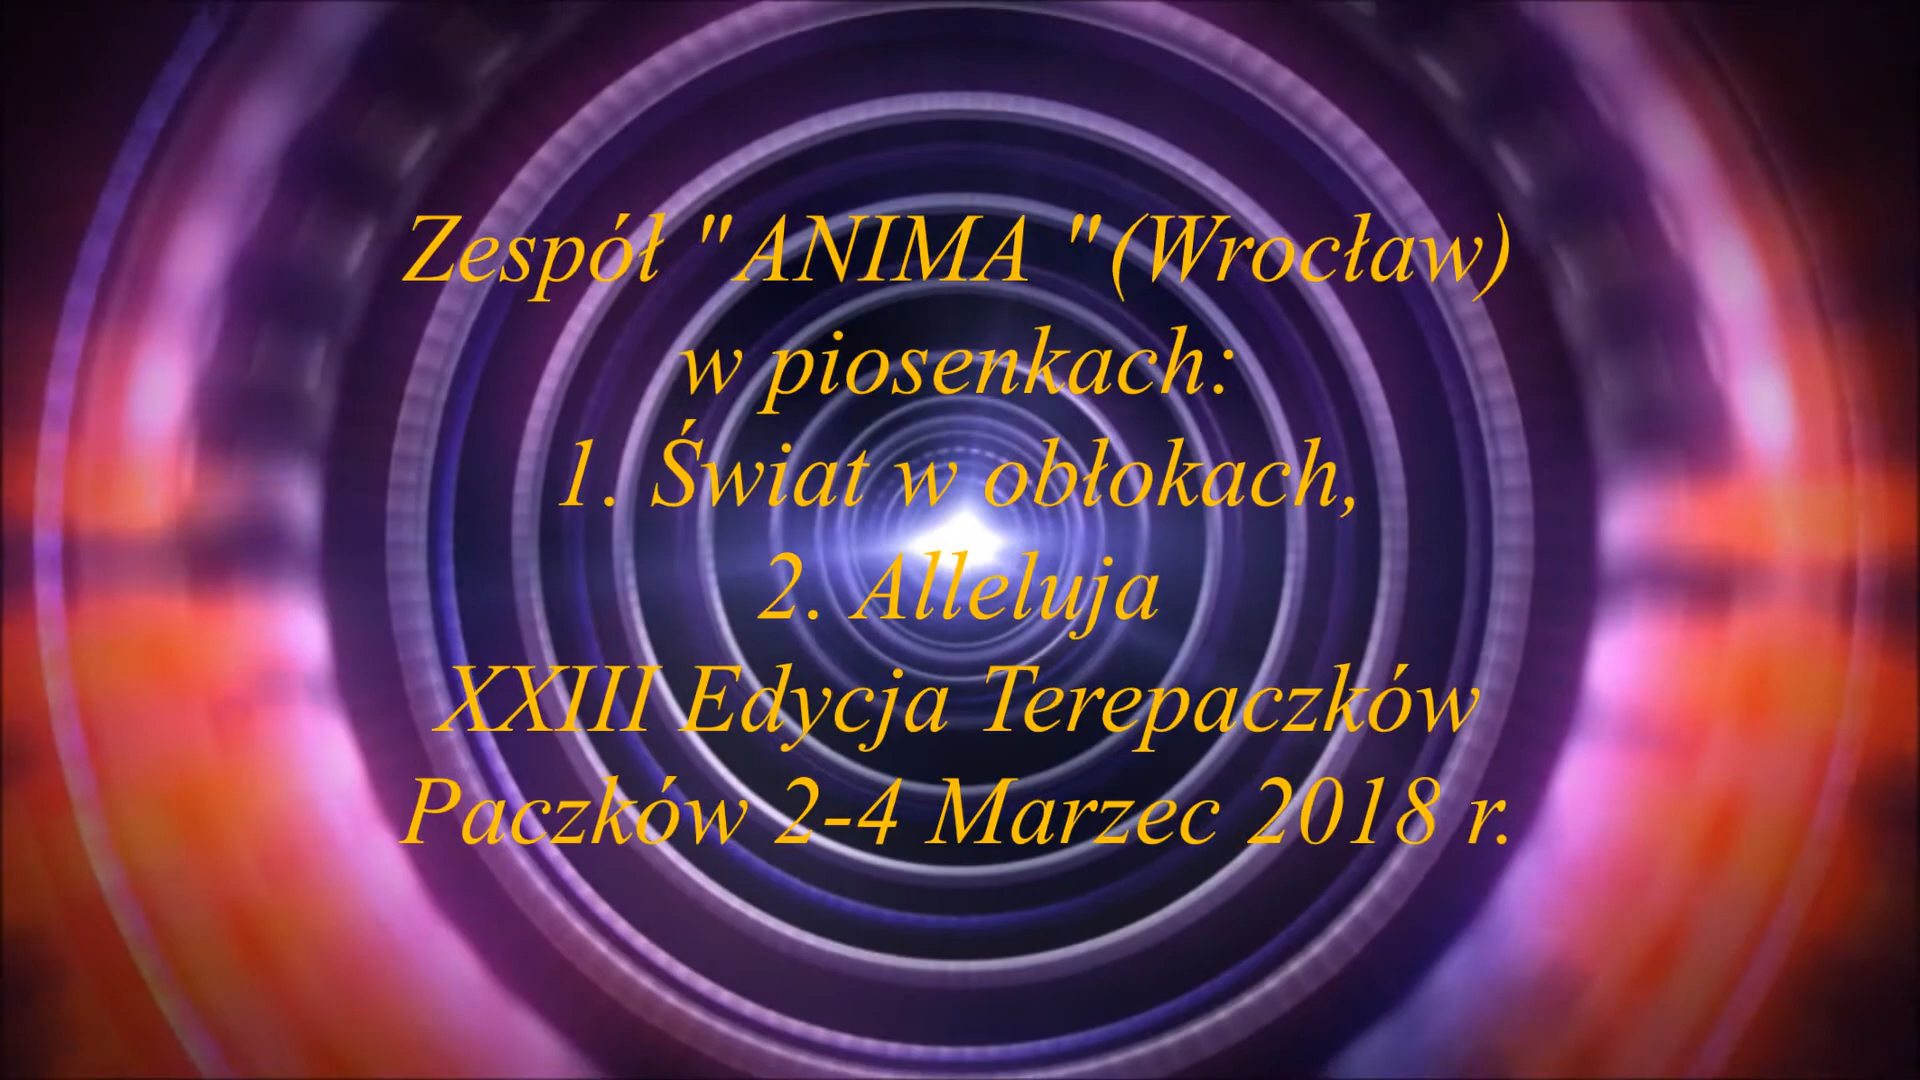 Zespół " ANIMA " (Wrocław)
w piosenkach:
1. Świat w obłokach,
2. Alleluja
XXIII Edycja Terepaczków
Paczków 2-4 Marzec 2018 r.